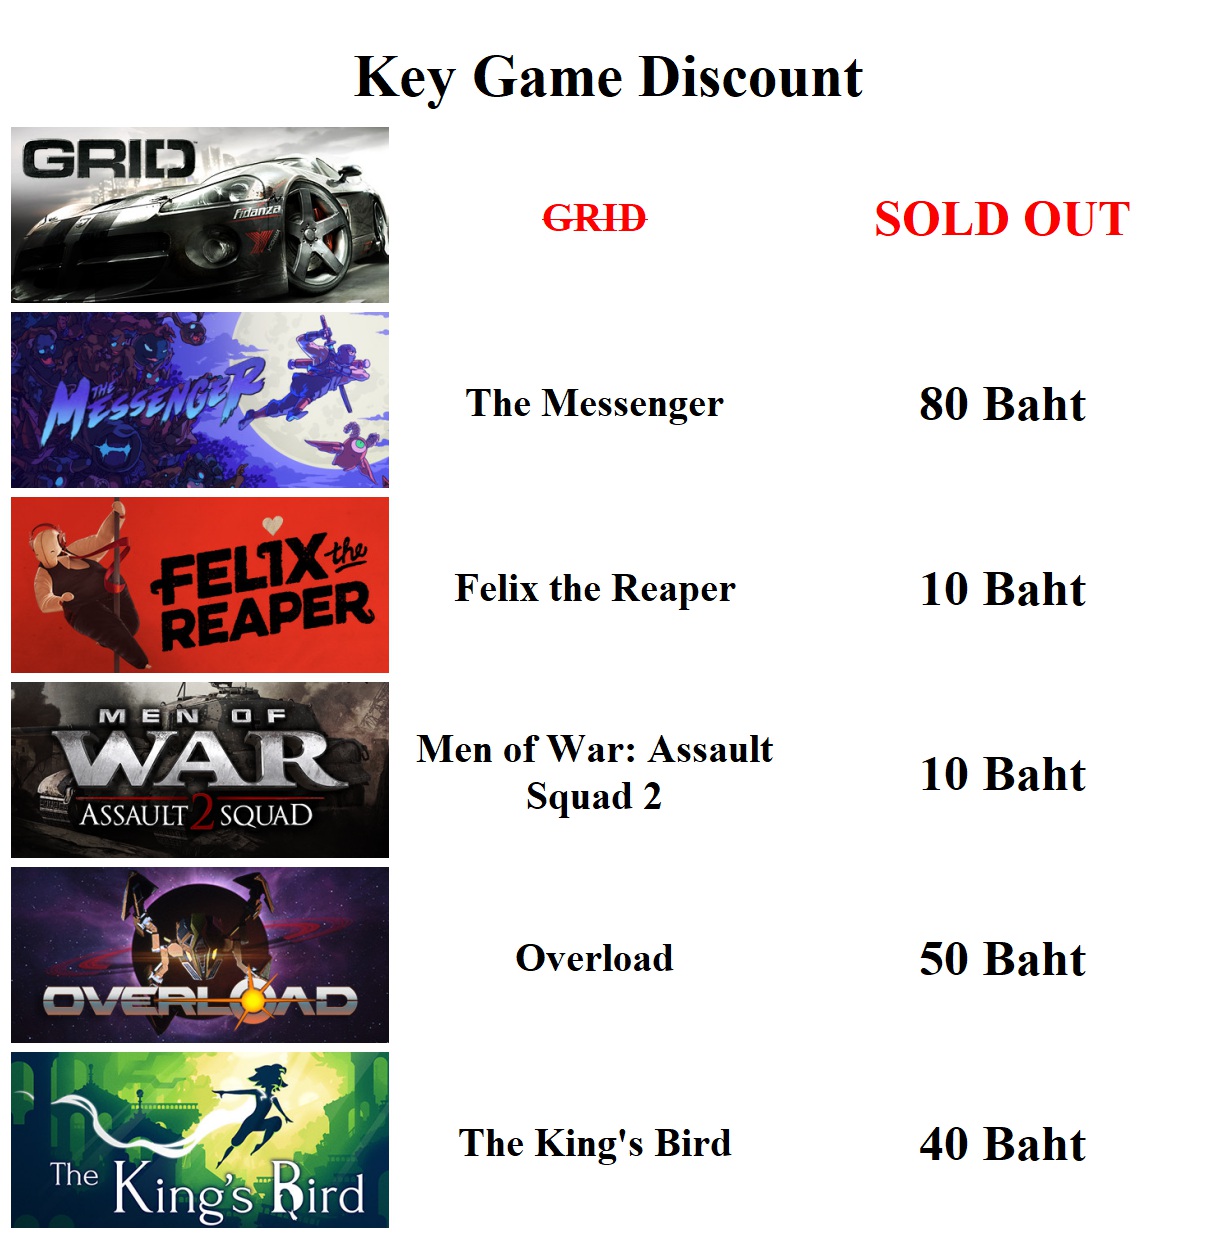 Key Game Discount
GRID
fidanza
GRID
SOLD OUT
THE
MESSENGER
The Messenger
80 Baht
FELIX the
REAPER
Felix the Reaper
10 Baht
MEN OF
WAR
ASSAULT 2 SQUAD
Men of War: Assault
Squad 2
10 Baht
OVERLOAD
Overload
50 Baht
The King's Bird
The King's Bird
40 Baht